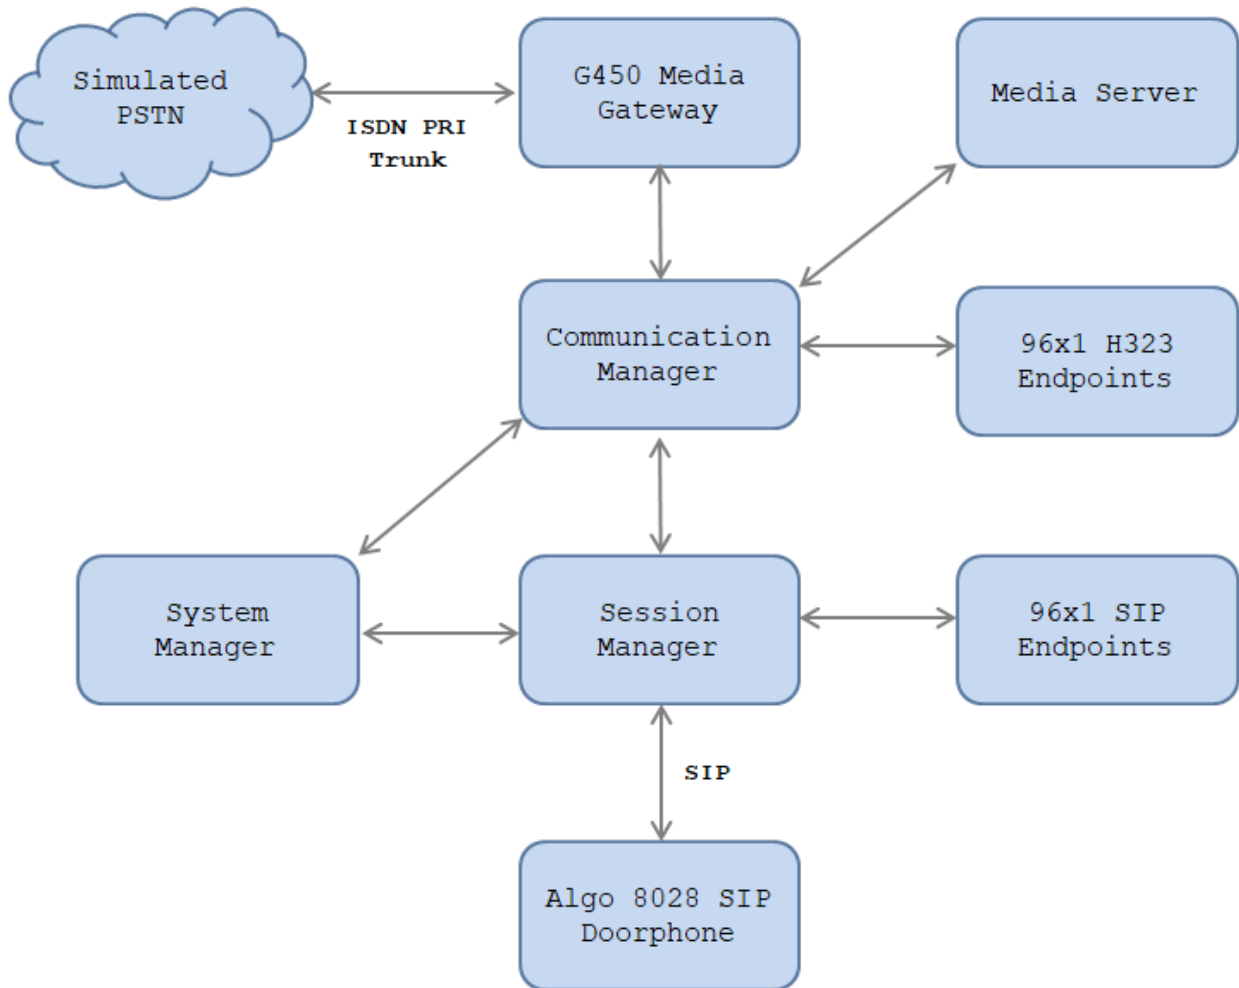 Simulated
PSTN
ISDN PRI
Trunk
G450 Media
Gateway
Media Server
Communication
Manager
96x1 H323
Endpoints
System
Manager
Session
Manager
96x1 SIP
Endpoints
SIP
Algo 8028 SIP
Doorphone